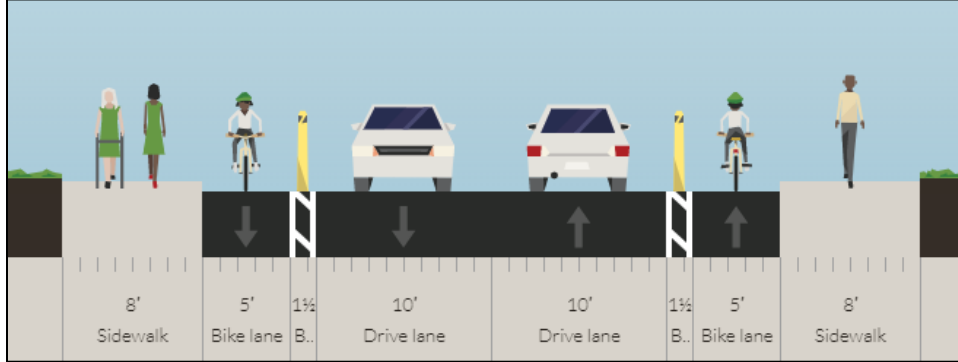 8' 5' 1½ 10' 10' 1½ 5' 8'
Sidewalk Bike lane B.. Drive lane Drive lane B.. Bike lane Sidewalk